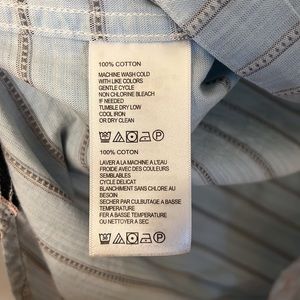 100% COTTON
MACHINE WASH COLD
WITH LIKE COLORS
GENTLE CYCLE
NON CHLORINE BLEACH
IF NEEDED
TUMBLE DRY LOW
COOL IRON
OR DRY CLEAN
100% COTON
LAVER A LA MACHINE A L'EAU
FROIDE AVEC DES COULEURS
SEMBLABLES
CYCLE DELICAT
BLANCHIMENT SANS CHLORE AU
BESOIN
SECHER PAR CULBUTAGE A BASSE
TEMPERATURE
FER A BASSE TEMPERATURE
OU NETTOYER A SEC